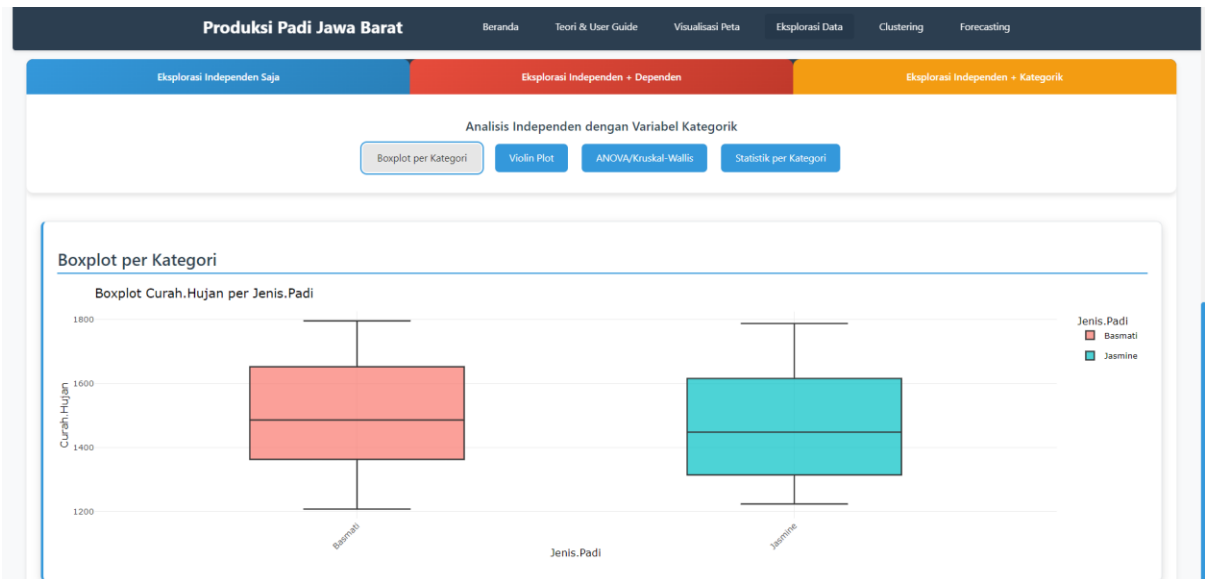 Produksi Padi Jawa Barat Beranda Teori & User Guide Visualisasi Peta Eksplorasi Data Clustering Forecasting
Eksplorasi Independen Saja Eksplorasi Independen + Dependen Eksplorasi Independen + Kategorik
Analisis Independen dengan Variabel Kategorik
Boxplot per Kategori Violin Plot ANOVA/Kruskal-Wallis Statistik per Kategori
Boxplot per Kategori
Boxplot Curah.Hujan per Jenis.Padi
Jenis.Padi
Basmati
Jasmine
1800
1600
1400
1200
Curah.Hujan
Basmati
Jasmine
Jenis.Padi